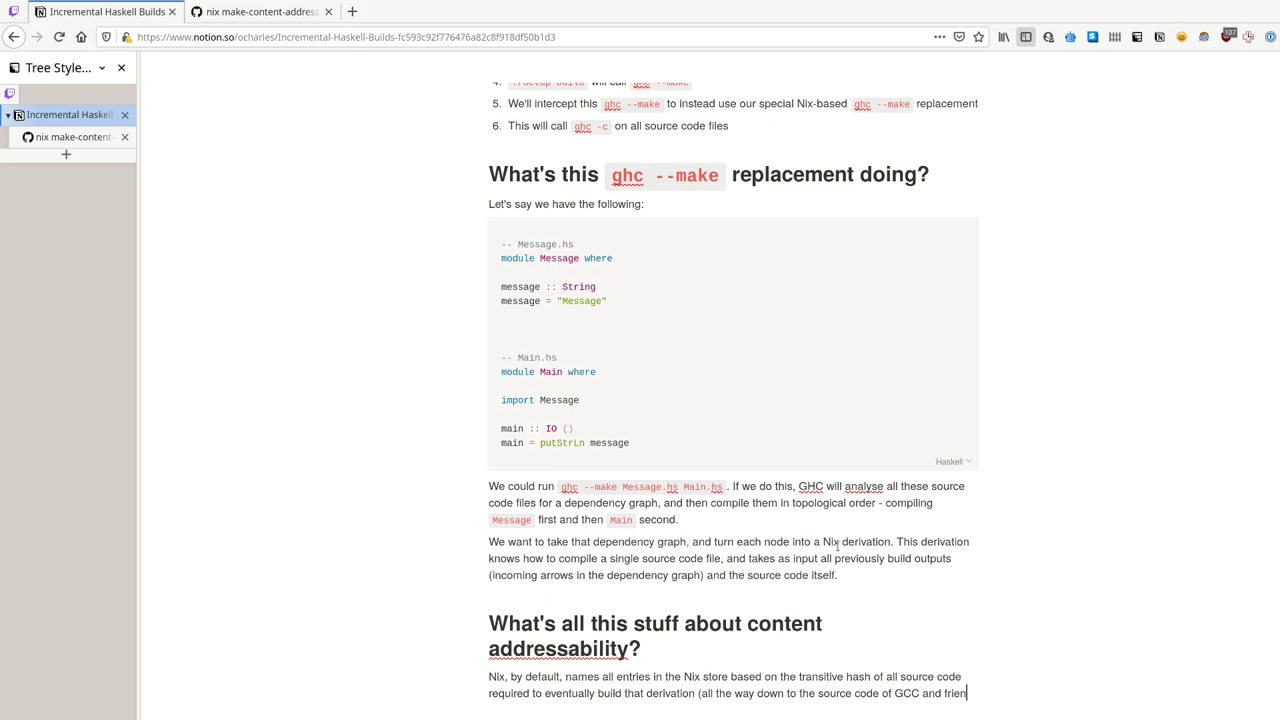 Incremental Haskell Builds
nix make-content-address
https://www.notion.so/ocharles/Incremental-Haskell-Builds-fc593c92f776476a82c8f918df50b1d3
107
Tree Style...
Incremental Haskell
nix make-content-
4. ./Setup build will call ghc --make
5. We'll intercept this ghc --make to instead use our special Nix-based ghc --make replacement
6. This will call ghc -c on all source code files
What's this ghc --make replacement doing?
Let's say we have the following:
-- Message.hs
module Message where
message :: String
message = "Message"
-- Main.hs
module Main where
import Message
main :: IO ()
main = putStrLn message
Haskell
We could run ghc --make Message.hs Main.hs . If we do this, GHC will analyse all these source
code files for a dependency graph, and then compile them in topological order - compiling
Message first and then Main second.
We want to take that dependency graph, and turn each node into a Nix derivation. This derivation
knows how to compile a single source code file, and takes as input all previously build outputs
(incoming arrows in the dependency graph) and the source code itself.
What's all this stuff about content
addressability?
Nix, by default, names all entries in the Nix store based on the transitive hash of all source code
required to eventually build that derivation (all the way down to the source code of GCC and frien